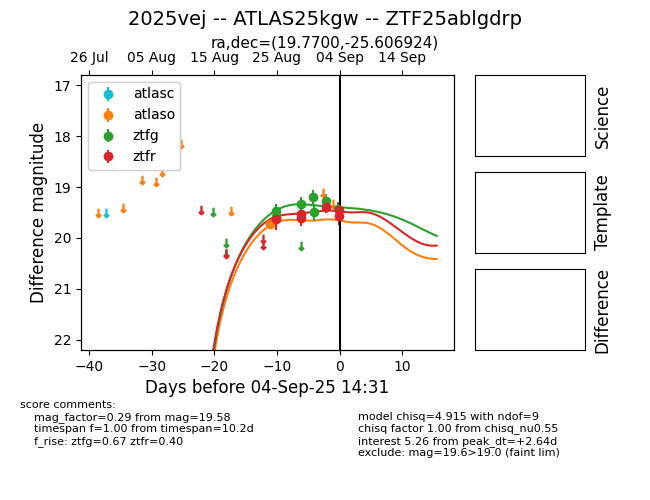 2025vej -- ATLAS25kgw -- ZTF25ablgdrp
ra,dec=(19.7700,-25.606924)
26 Jul 05 Aug 15 Aug 25 Aug 04 Sep 14 Sep
17
18
19
20
21
22
Difference magnitude
atlasc
atlaso
ztfg
ztfr
−40 −30 −20 −10 0 10
Days before 04-Sep-25 14:31
Science
Template
Difference
score comments:
mag_factor=0.29 from mag=19.58
timespan f=1.00 from timespan=10.2d
f_rise: ztfg=0.67 ztfr=0.40
model chisq=4.915 with ndof=9
chisq factor 1.00 from chisq_nu0.55
interest 5.26 from peak_dt=+2.64d
exclude: mag=19.6>19.0 (faint lim)